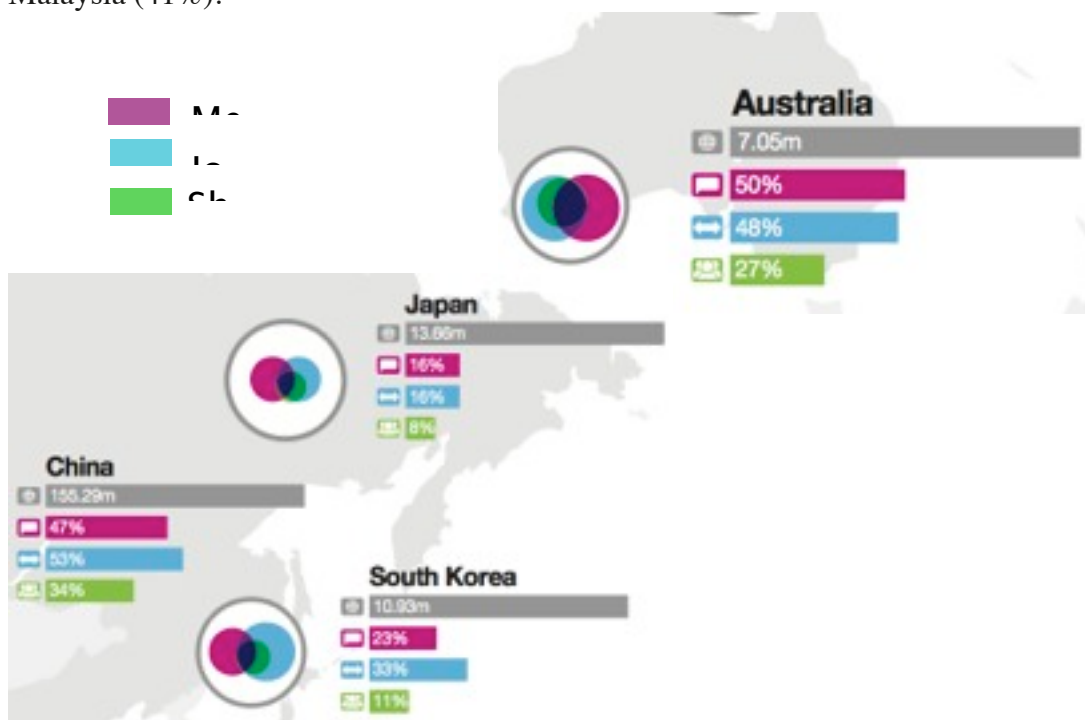 Malaysia (41%).
Australia
7.05m
50%
48%
27%
Japan
13.66m
16%
16%
8%
China
155.29m
47%
53%
34%
South Korea
10.93m
23%
33%
11%